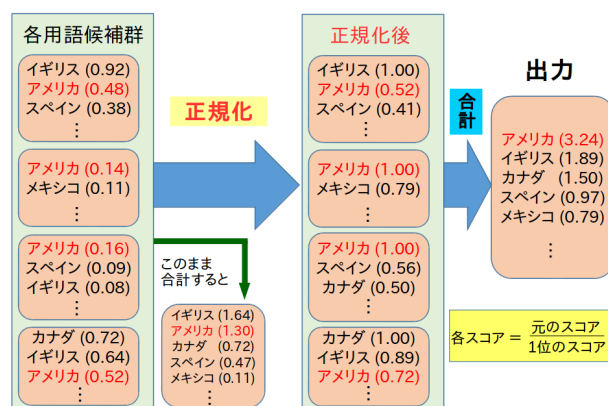 各用語候補群
イギリス (0.92)
アメリカ (0.48)
スペイン (0.38)
⋮
アメリカ (0.14)
メキシコ (0.11)
⋮
アメリカ (0.16)
スペイン (0.09)
イギリス (0.08)
⋮
カナダ (0.72)
イギリス (0.64)
アメリカ (0.52)
⋮
正規化
このまま
合計すると
イギリス (1.64)
アメリカ (1.30)
カナダ (0.72)
スペイン (0.47)
メキシコ (0.11)
⋮
正規化後
イギリス (1.00)
アメリカ (0.52)
スペイン (0.41)
⋮
アメリカ (1.00)
メキシコ (0.79)
⋮
アメリカ (1.00)
スペイン (0.56)
カナダ (0.50)
⋮
カナダ (1.00)
イギリス (0.89)
アメリカ (0.72)
⋮
合計
出力
アメリカ (3.24)
イギリス (1.89)
カナダ (1.50)
スペイン (0.97)
メキシコ (0.79)
⋮
各スコア =
元のスコア
1位のスコア